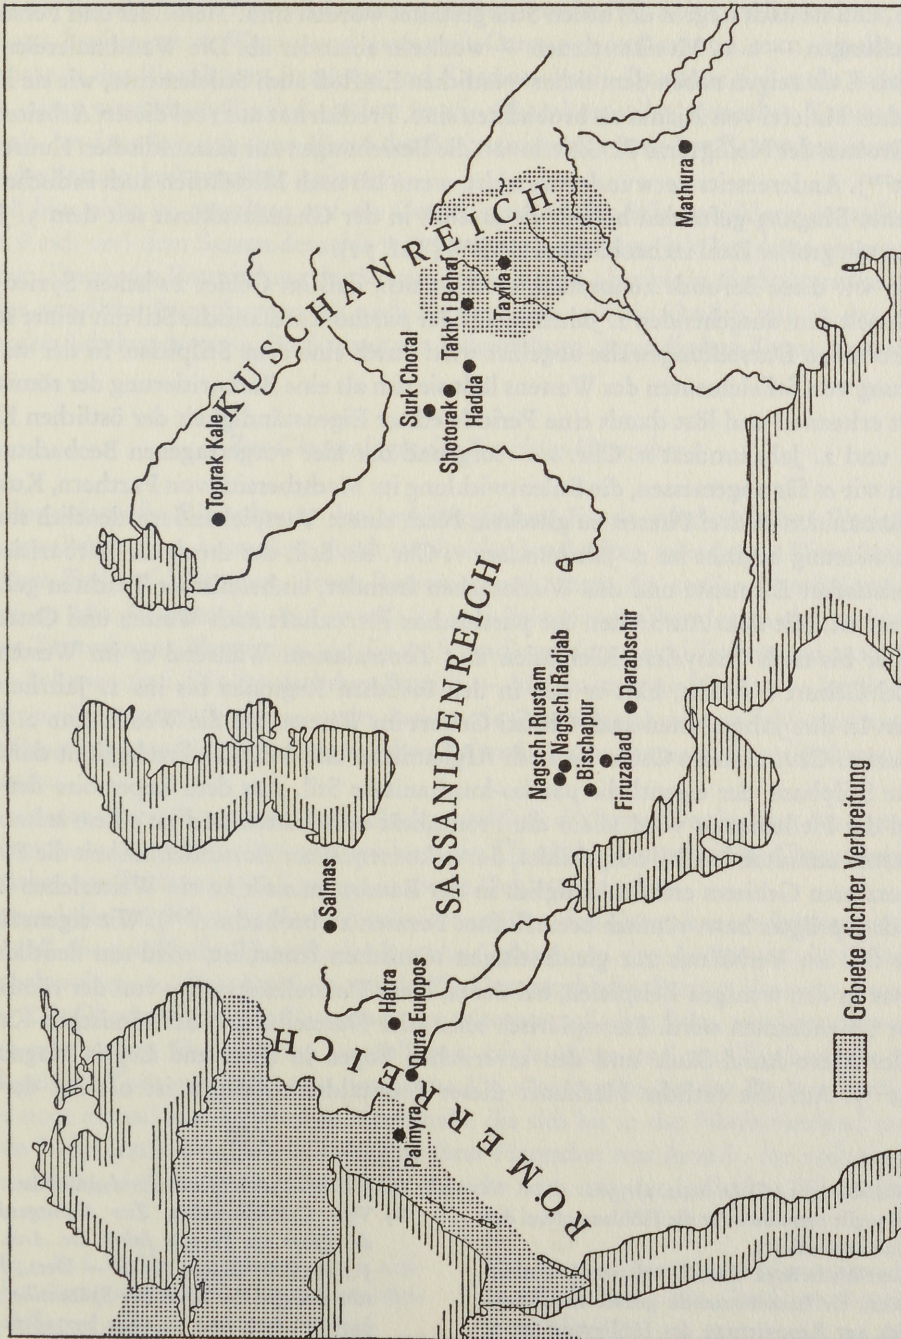 Toprak Kale
KUSCHANREICH
Salmas
Hatra
Palmyra
Dura Europos
RÖMERREICH
Surk Chotal
Shotorak
Takht Bahai
SASSANIDENREICH
Hadda
Taxila
Nagsch i Rustam
Nagsch i Radjab
Bischapur
Firuzabad
Darabschir
Mathura
Gebiete dichter Verbreitung